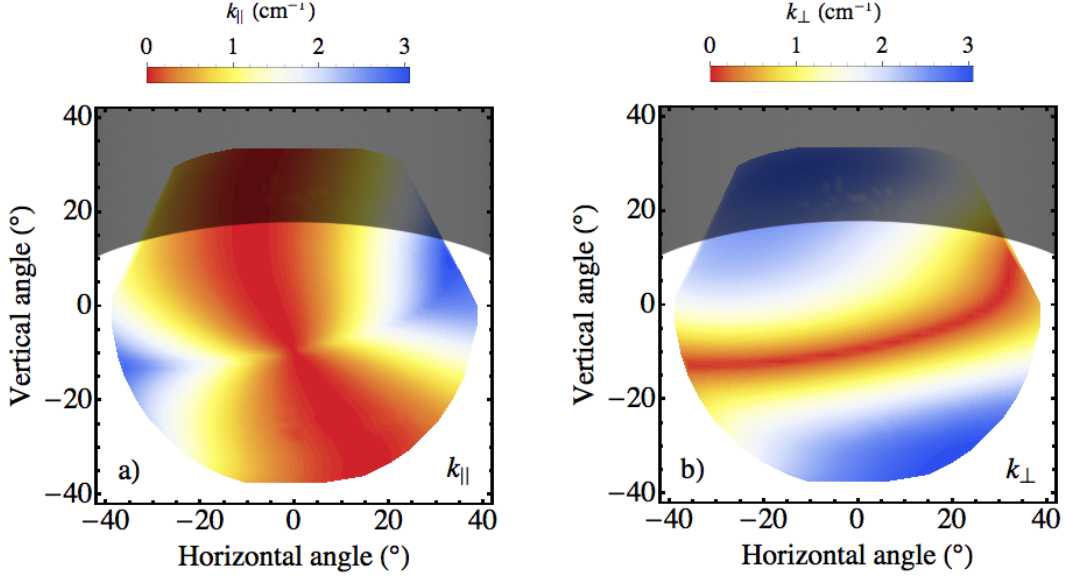 k∥ (cm⁻¹)
0 1 2 3
40
20
0
−20
−40
Vertical angle (°)
a)
k∥
−40 −20 0 20 40
Horizontal angle (°)
k⊥ (cm⁻¹)
0 1 2 3
40
20
0
−20
−40
Vertical angle (°)
b)
k⊥
−40 −20 0 20 40
Horizontal angle (°)